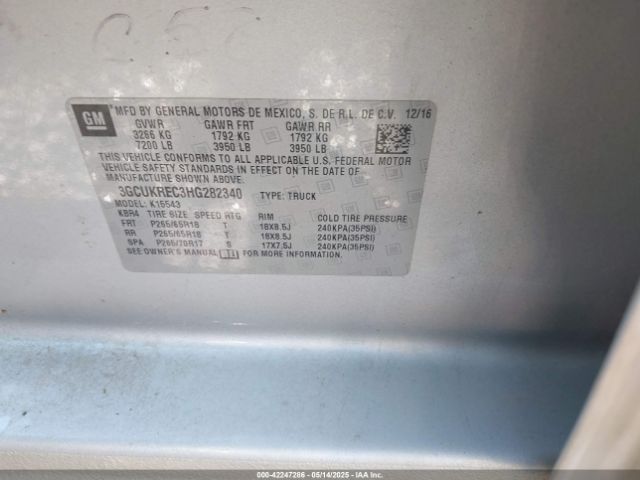 GM
MFD BY GENERAL MOTORS DE MEXICO, S. DE R.L. DE C.V. 12/16
GVWR GAWR FRT GAWR RR
3266 KG 1792 KG 1792 KG
7200 LB 3950 LB 3950 LB
THIS VEHICLE CONFORMS TO ALL APPLICABLE U.S. FEDERAL MOTOR
VEHICLE SAFETY STANDARDS IN EFFECT ON THE DATE OF
MANUFACTURE SHOWN ABOVE.
3GCUKREC3HG282340 TYPE: TRUCK
MODEL: K15543
KBR4 TIRE SIZE SPEED RTG RIM COLD TIRE PRESSURE
FRT P265/65R18 T 18X8.5J 240KPA(35PSI)
RR P265/65R18 T 18X8.5J 240KPA(35PSI)
SPA P265/70R17 S 17X7.5J 240KPA(35PSI)
SEE OWNER'S MANUAL FOR ADDITIONAL INFORMATION.
000-42247286 - 05/14/2025 - IAAI.COM